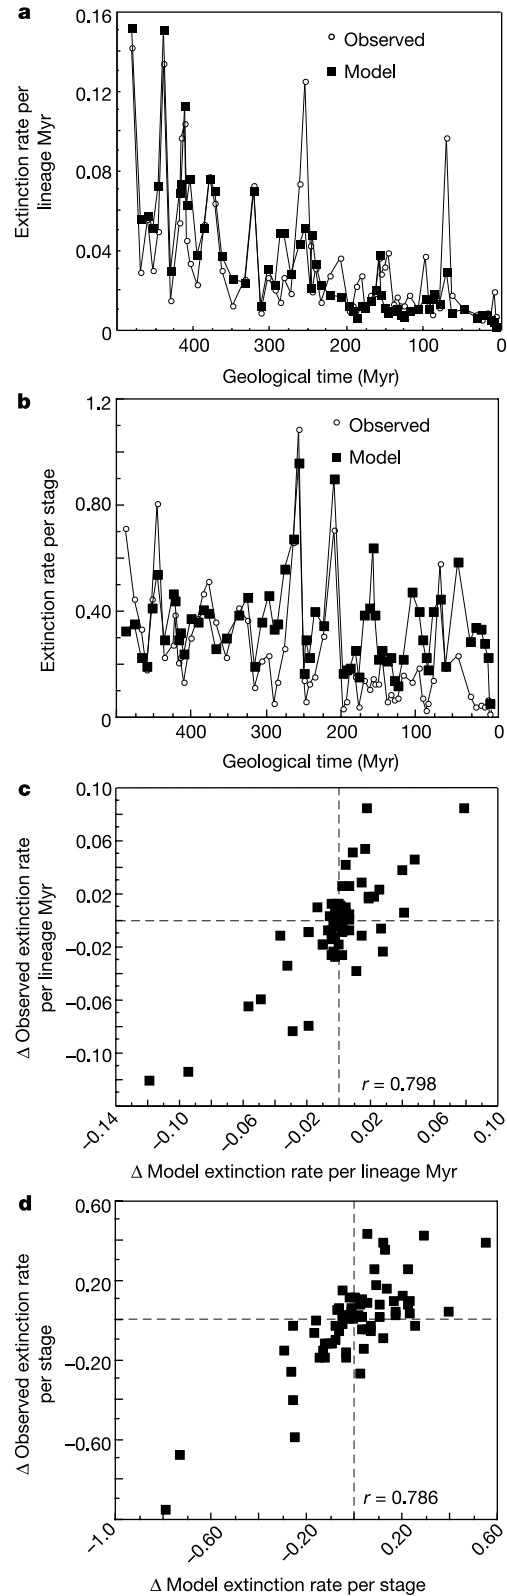 a
0.16
0.12
0.08
0.04
0
Extinction rate per
lineage Myr
Observed
Model
400
300
200
100
0
Geological time (Myr)
b
1.2
0.80
0.40
0
Extinction rate per stage
Observed
Model
400
300
200
100
0
Geological time (Myr)
c
0.10
0.06
0.02
−0.02
−0.06
−0.10
Δ Observed extinction rate
per lineage Myr
r = 0.798
−0.14
−0.10
−0.06
−0.02
0.02
0.06
0.10
Δ Model extinction rate per lineage Myr
d
0.60
0.20
−0.20
−0.60
Δ Observed extinction rate
per stage
r = 0.786
−1.0
−0.60
−0.20
0.20
0.60
Δ Model extinction rate per stage